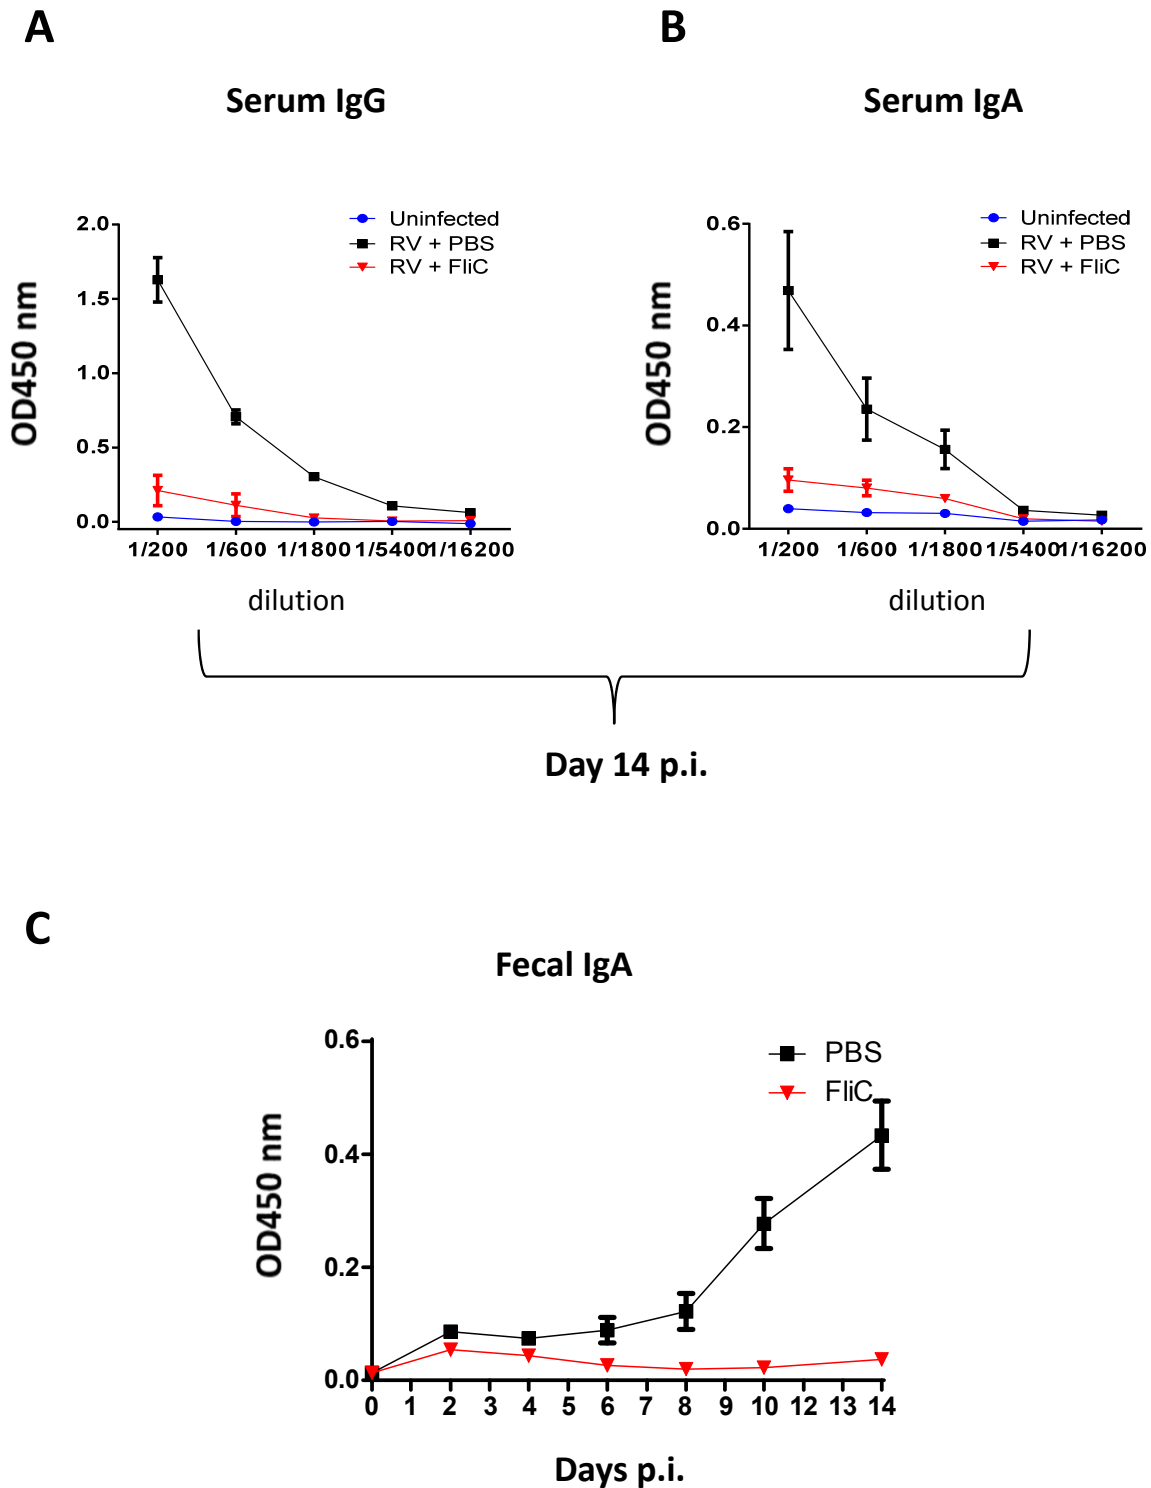 A
B
Serum IgG
Serum IgA
Uninfected
RV + PBS
RV + FliC
2.0
1.5
1.0
0.5
0.0
OD450 nm
1/200 1/600 1/1800 1/5400 1/16200
dilution
Uninfected
RV + PBS
RV + FliC
0.6
0.4
0.2
0.0
OD450 nm
1/200 1/600 1/1800 1/5400 1/16200
dilution
Day 14 p.i.
C
Fecal IgA
PBS
FliC
0.6
0.4
0.2
0.0
OD450 nm
0 1 2 3 4 5 6 7 8 9 10 12 13 14
Days p.i.